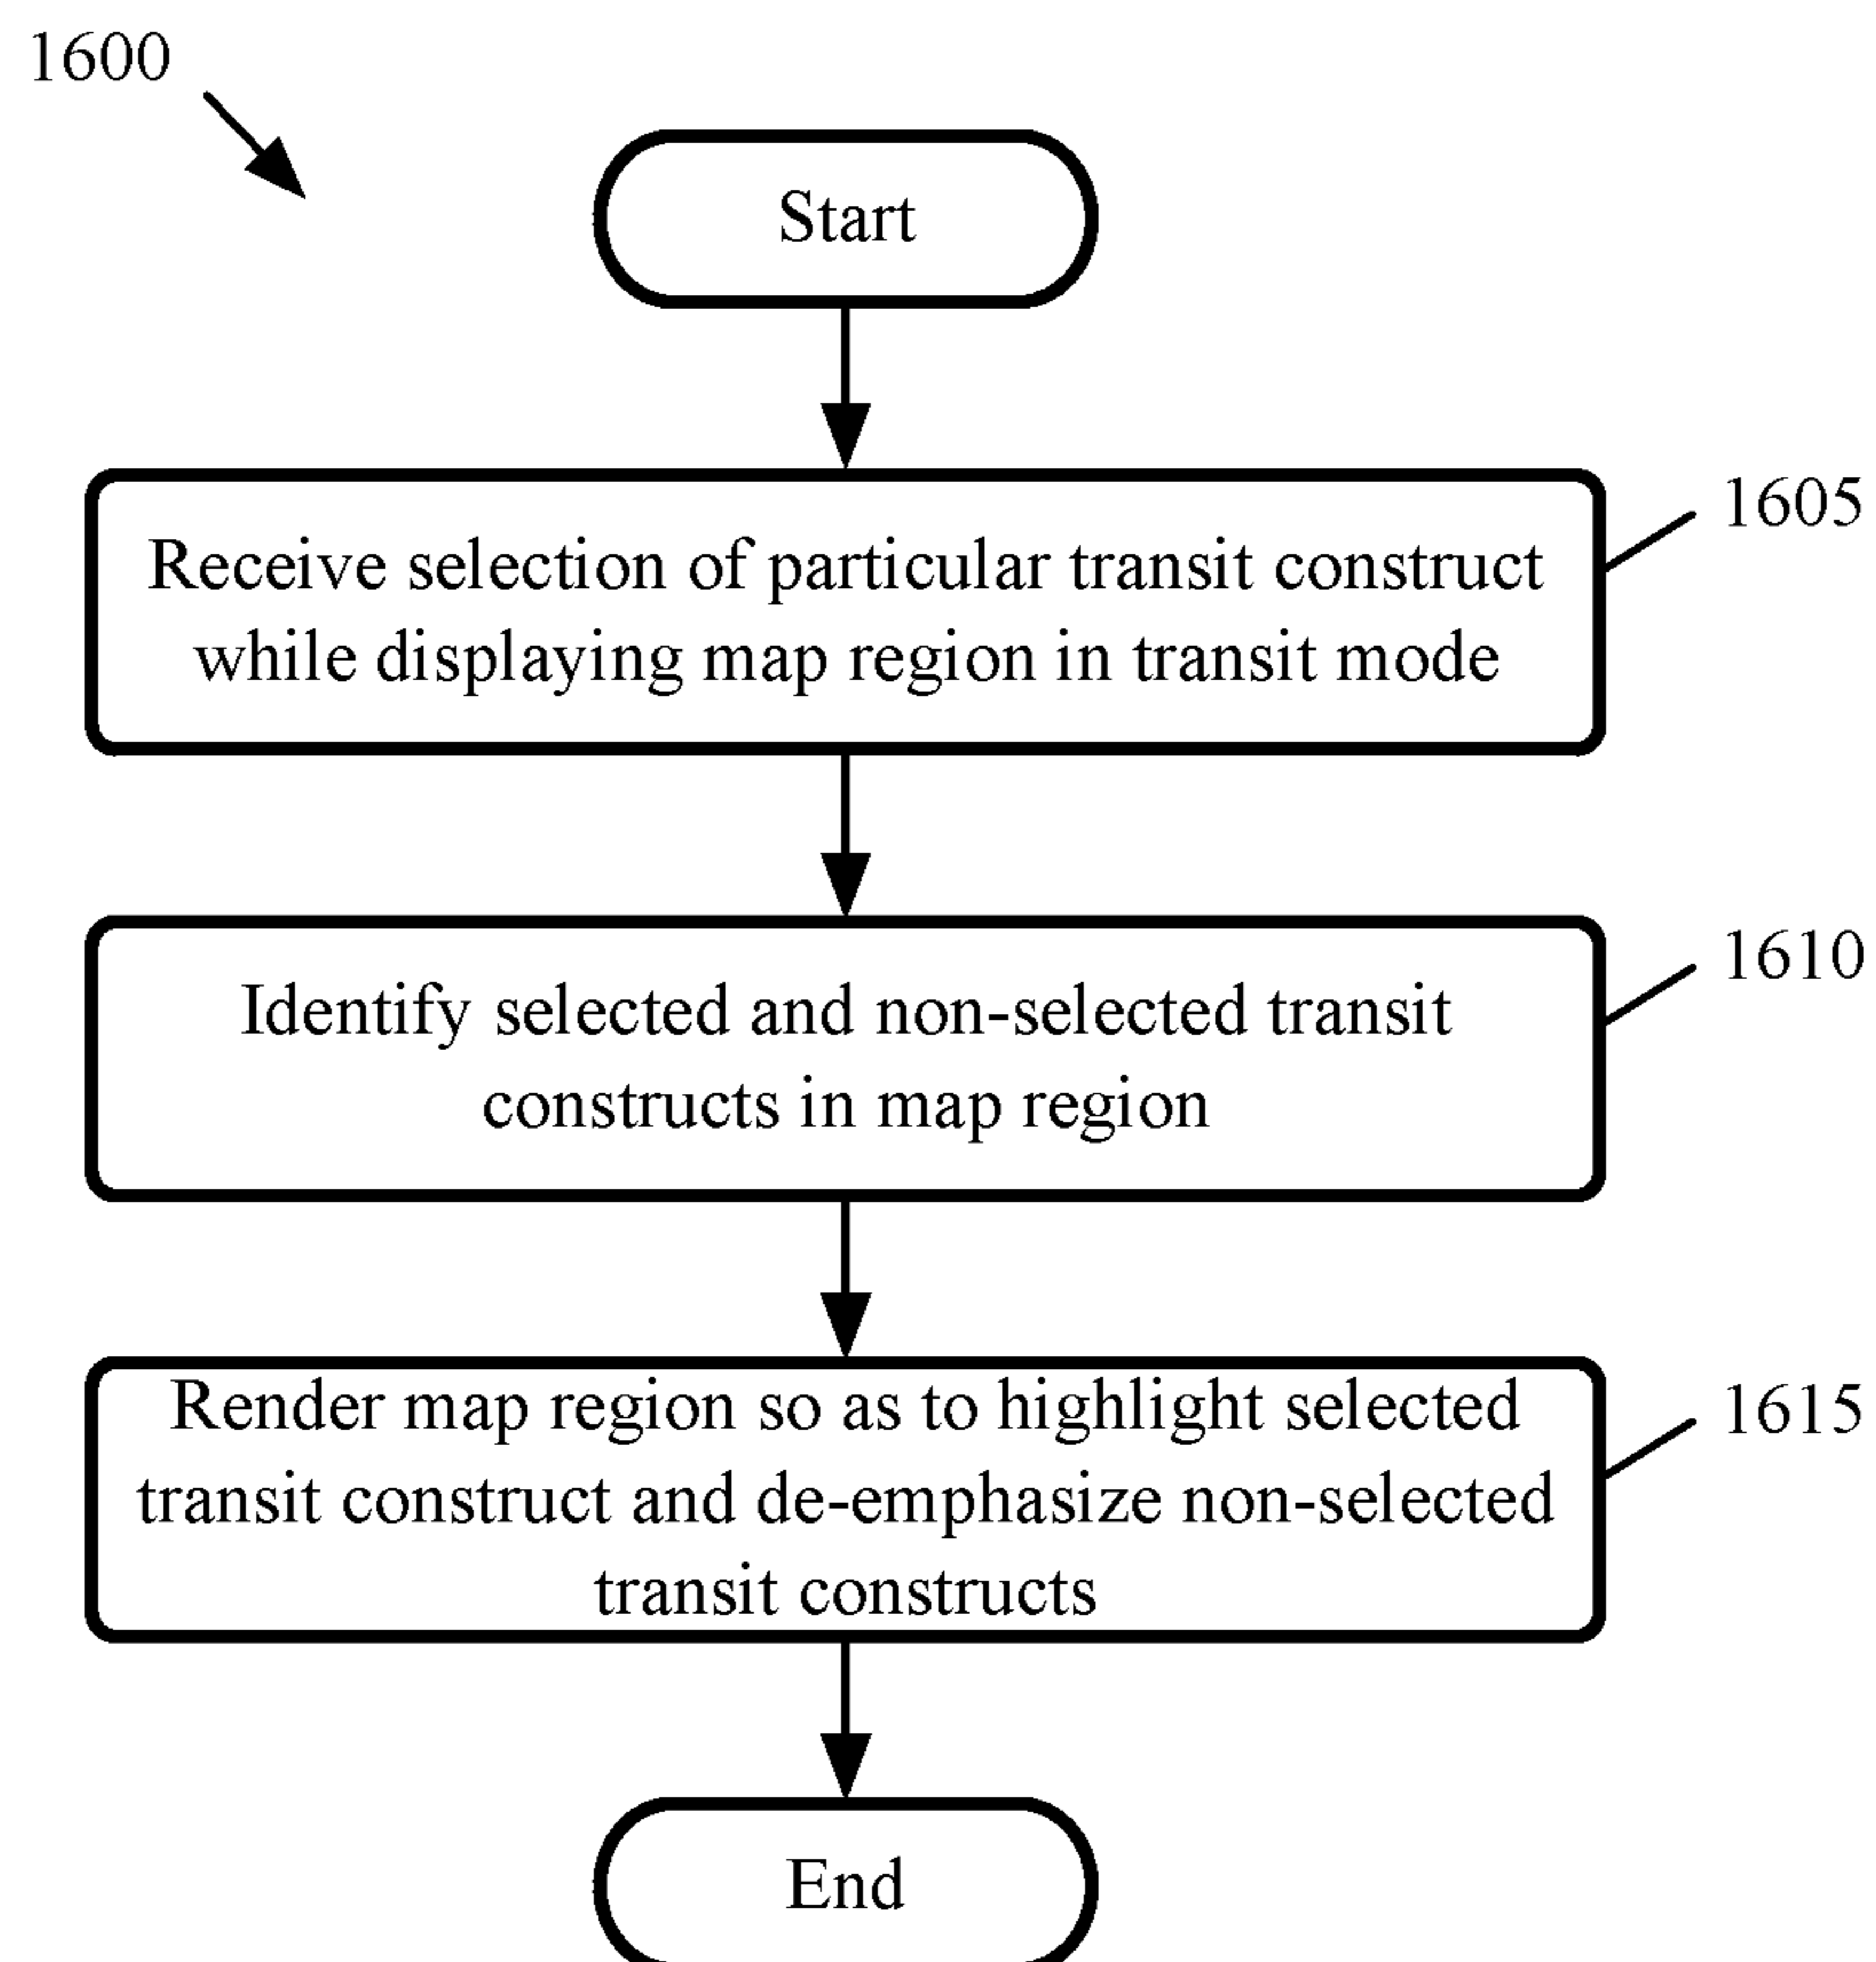 1600
Start
1605
Receive selection of particular transit construct
while displaying map region in transit mode
1610
Identify selected and non-selected transit
constructs in map region
1615
Render map region so as to highlight selected
transit construct and de-emphasize non-selected
transit constructs
End